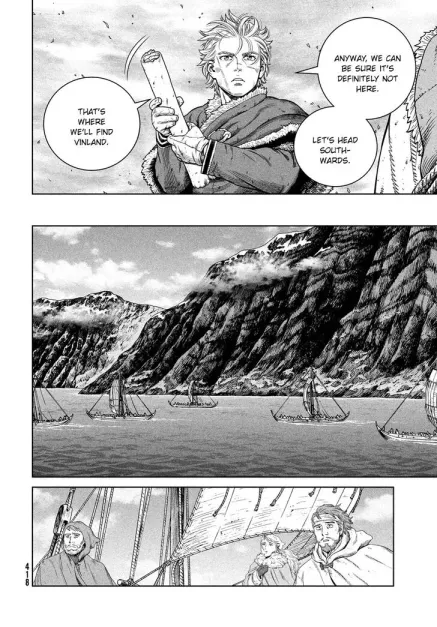 ANYWAY, WE CAN
BE SURE IT'S
DEFINITELY NOT
HERE.
LET'S HEAD
SOUTH-
WARDS.
THAT'S
WHERE
WE'LL FIND
VINLAND.
418